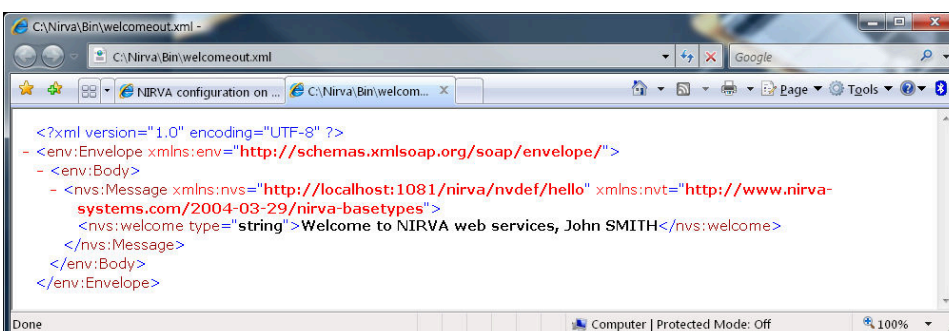 C:\Nirva\Bin\welcomeout.xml -
C:\Nirva\Bin\welcomeout.xml
Google
NIRVA configuration on ...
C:\Nirva\Bin\welcom...
Page
Tools
<?xml version="1.0" encoding="UTF-8" ?>
- <env:Envelope xmlns:env="http://schemas.xmlsoap.org/soap/envelope/">
- <env:Body>
- <nvs:Message xmlns:nvs="http://localhost:1081/nirva/nvdef/hello" xmlns:nvt="http://www.nirva-
systems.com/2004-03-29/nirva-basetypes">
<nvs:welcome type="string">Welcome to NIRVA web services, John SMITH</nvs:welcome>
</nvs:Message>
</env:Body>
</env:Envelope>
Done
Computer | Protected Mode: Off
100%